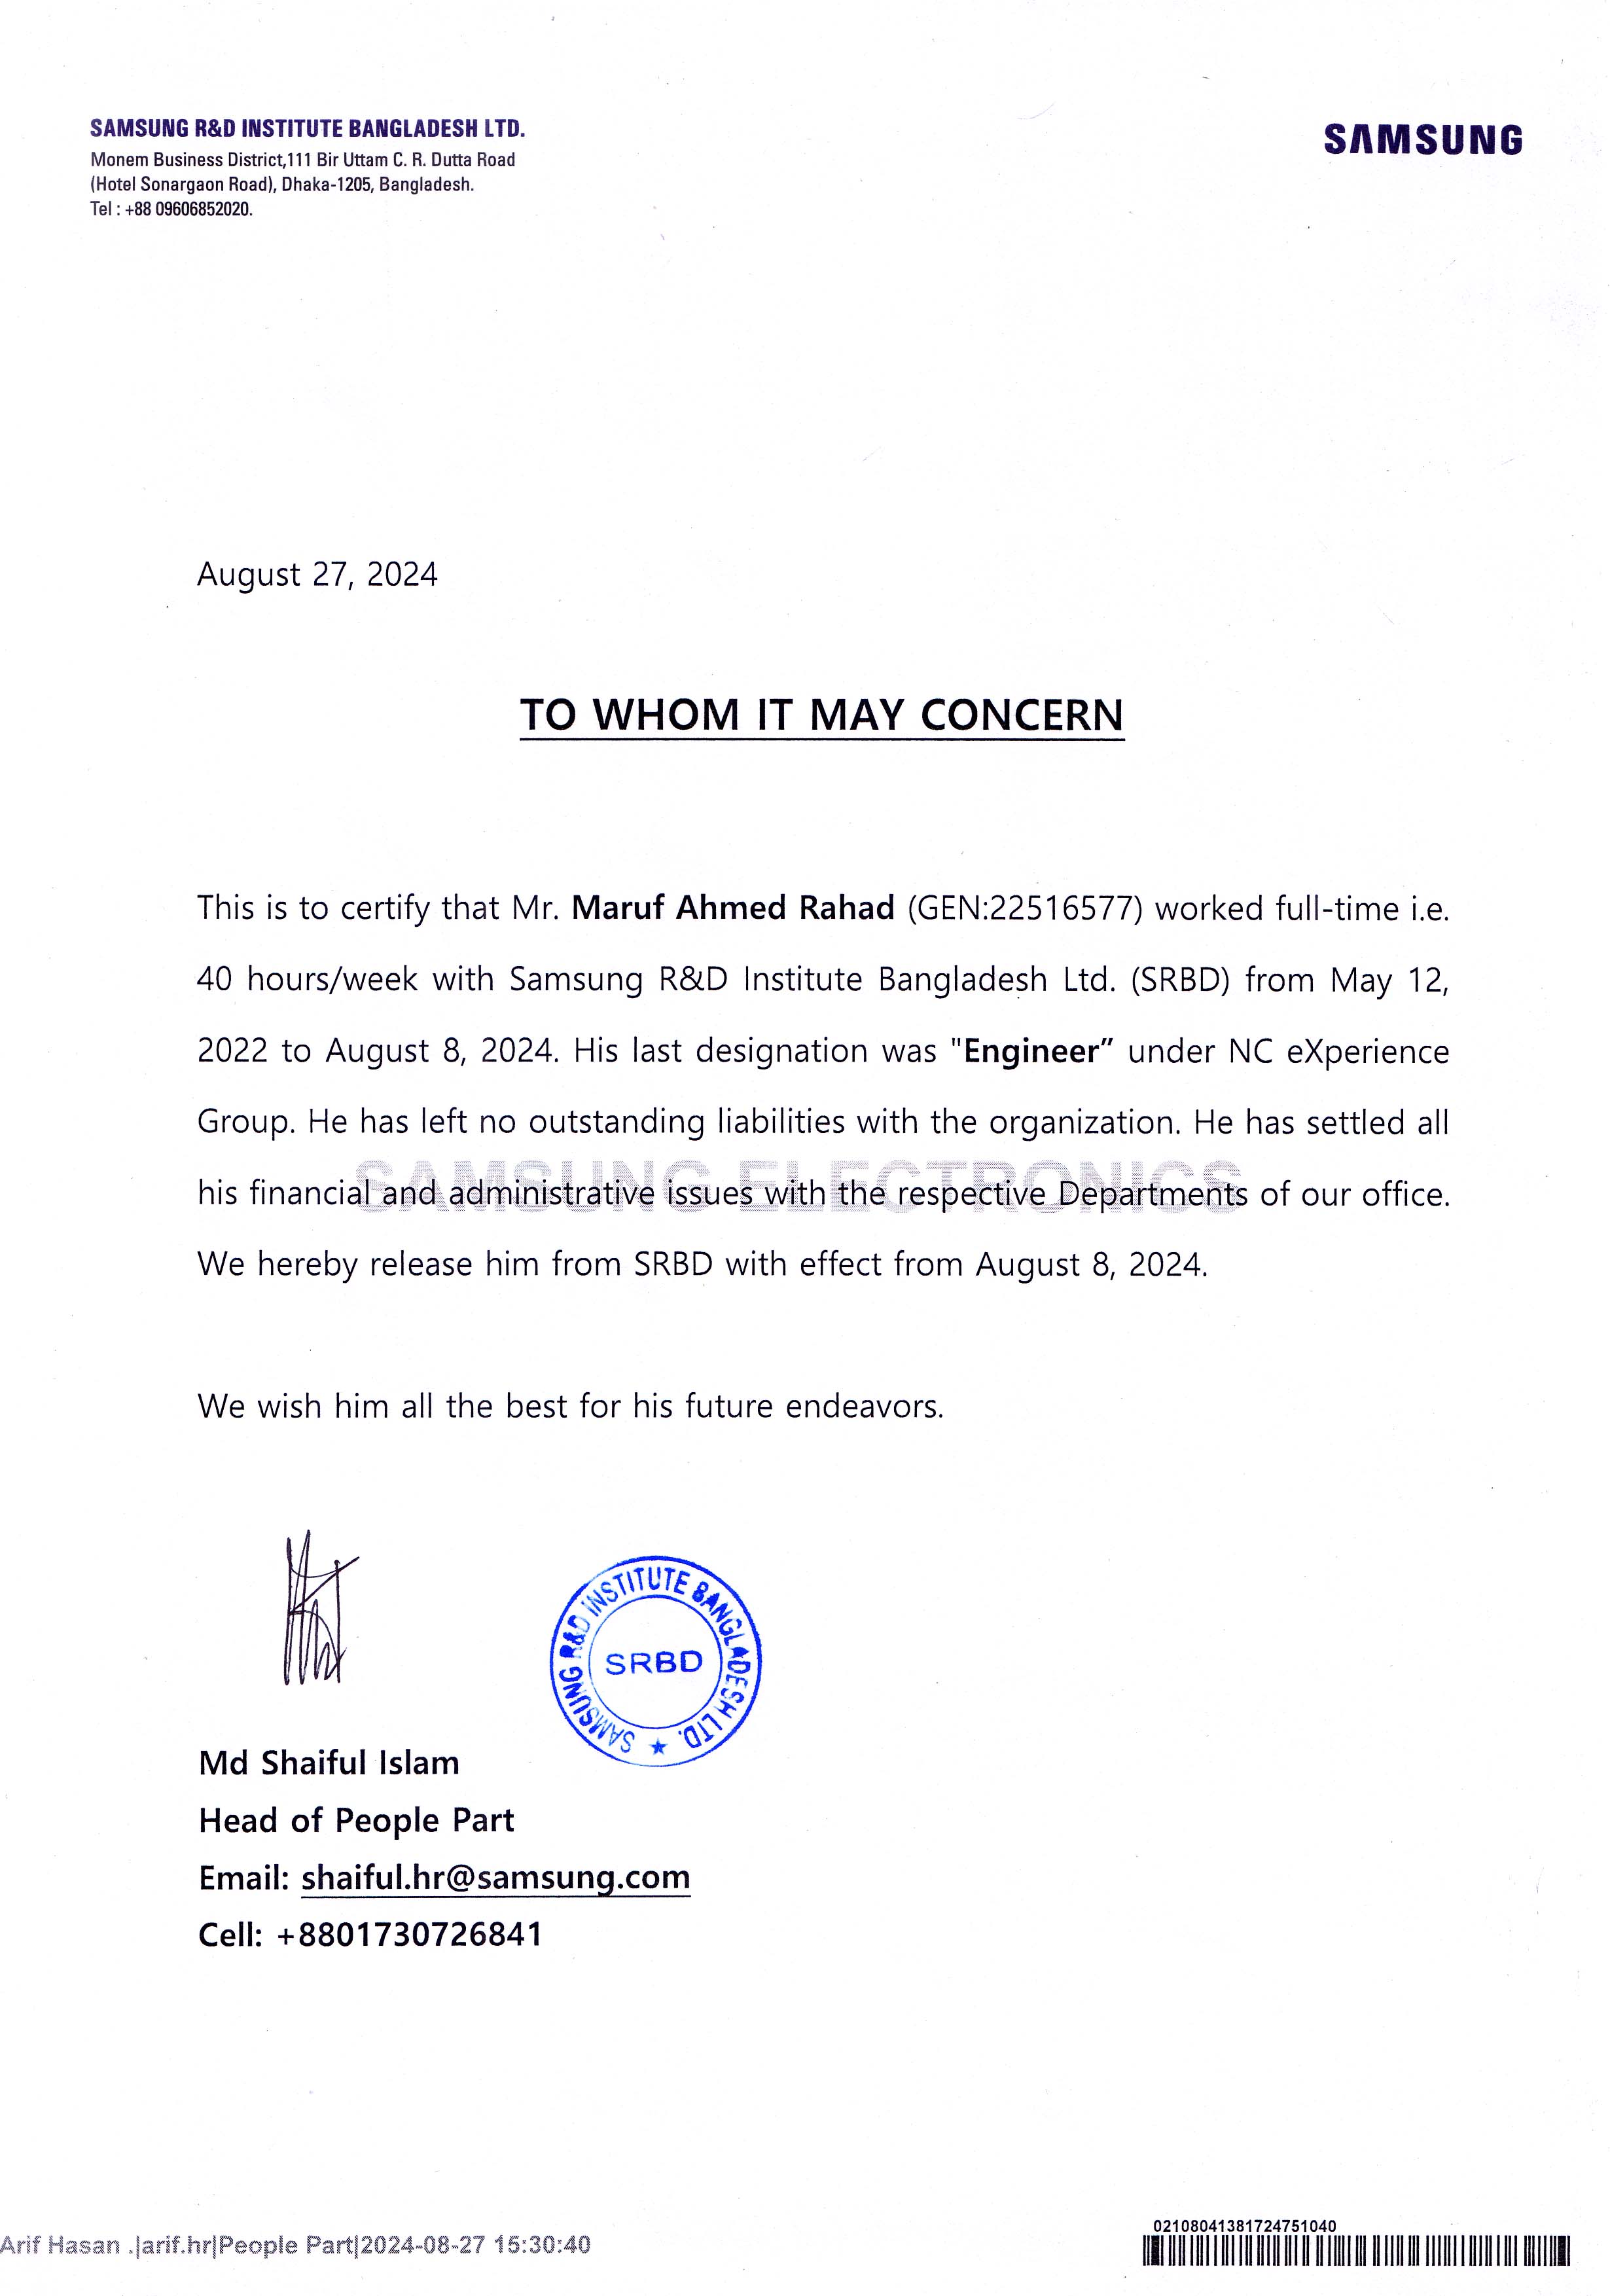 SAMSUNG R&D INSTITUTE BANGLADESH LTD.
Monem Business District,111 Bir Uttam C. R. Dutta Road
(Hotel Sonargaon Road), Dhaka-1205, Bangladesh.
Tel : +88 09606852020.
SAMSUNG
August 27, 2024
TO WHOM IT MAY CONCERN
This is to certify that Mr. Maruf Ahmed Rahad (GEN:22516577) worked full-time i.e.
40 hours/week with Samsung R&D Institute Bangladesh Ltd. (SRBD) from May 12,
2022 to August 8, 2024. His last designation was "Engineer” under NC eXperience
Group. He has left no outstanding liabilities with the organization. He has settled all
SAMSUNG ELECTRONICS
his financial and administrative issues with the respective Departments of our office.
We hereby release him from SRBD with effect from August 8, 2024.
We wish him all the best for his future endeavors.
SAMSUNG R&D INSTITUTE BANGLADESH LTD.
SRBD
Md Shaiful Islam
Head of People Part
Email: shaiful.hr@samsung.com
Cell: +8801730726841
02108041381724751040
Arif Hasan .|arif.hr|People Part|2024-08-27 15:30:40